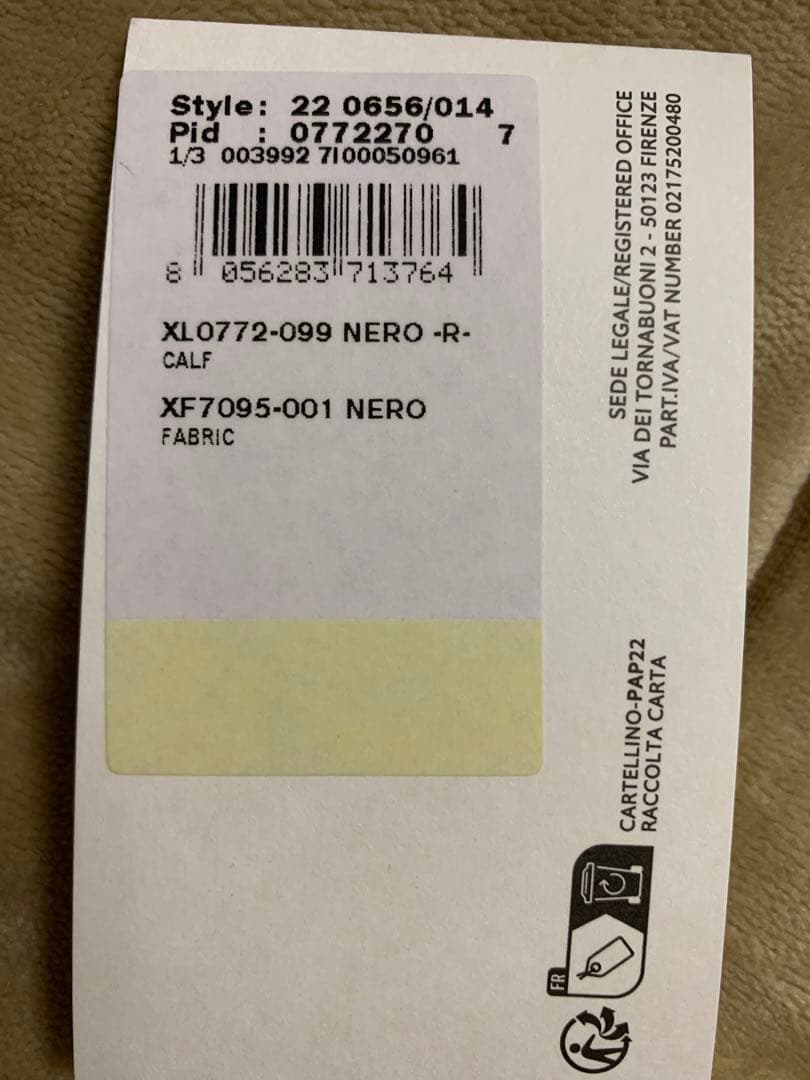 Style: 22 0656/014
Pid : 0772270 7
1/3 003992 7I00050961
8 056283 713764
XL0772-099 NERO -R-
CALF
XF7095-001 NERO
FABRIC
SEDE LEGALE/REGISTERED OFFICE
VIA DEI TORNABUONI 2 - 50123 FIRENZE
PART.IVA/VAT NUMBER 02175200480
CARTELLINO-PAP22
RACCOLTA CARTA
FR